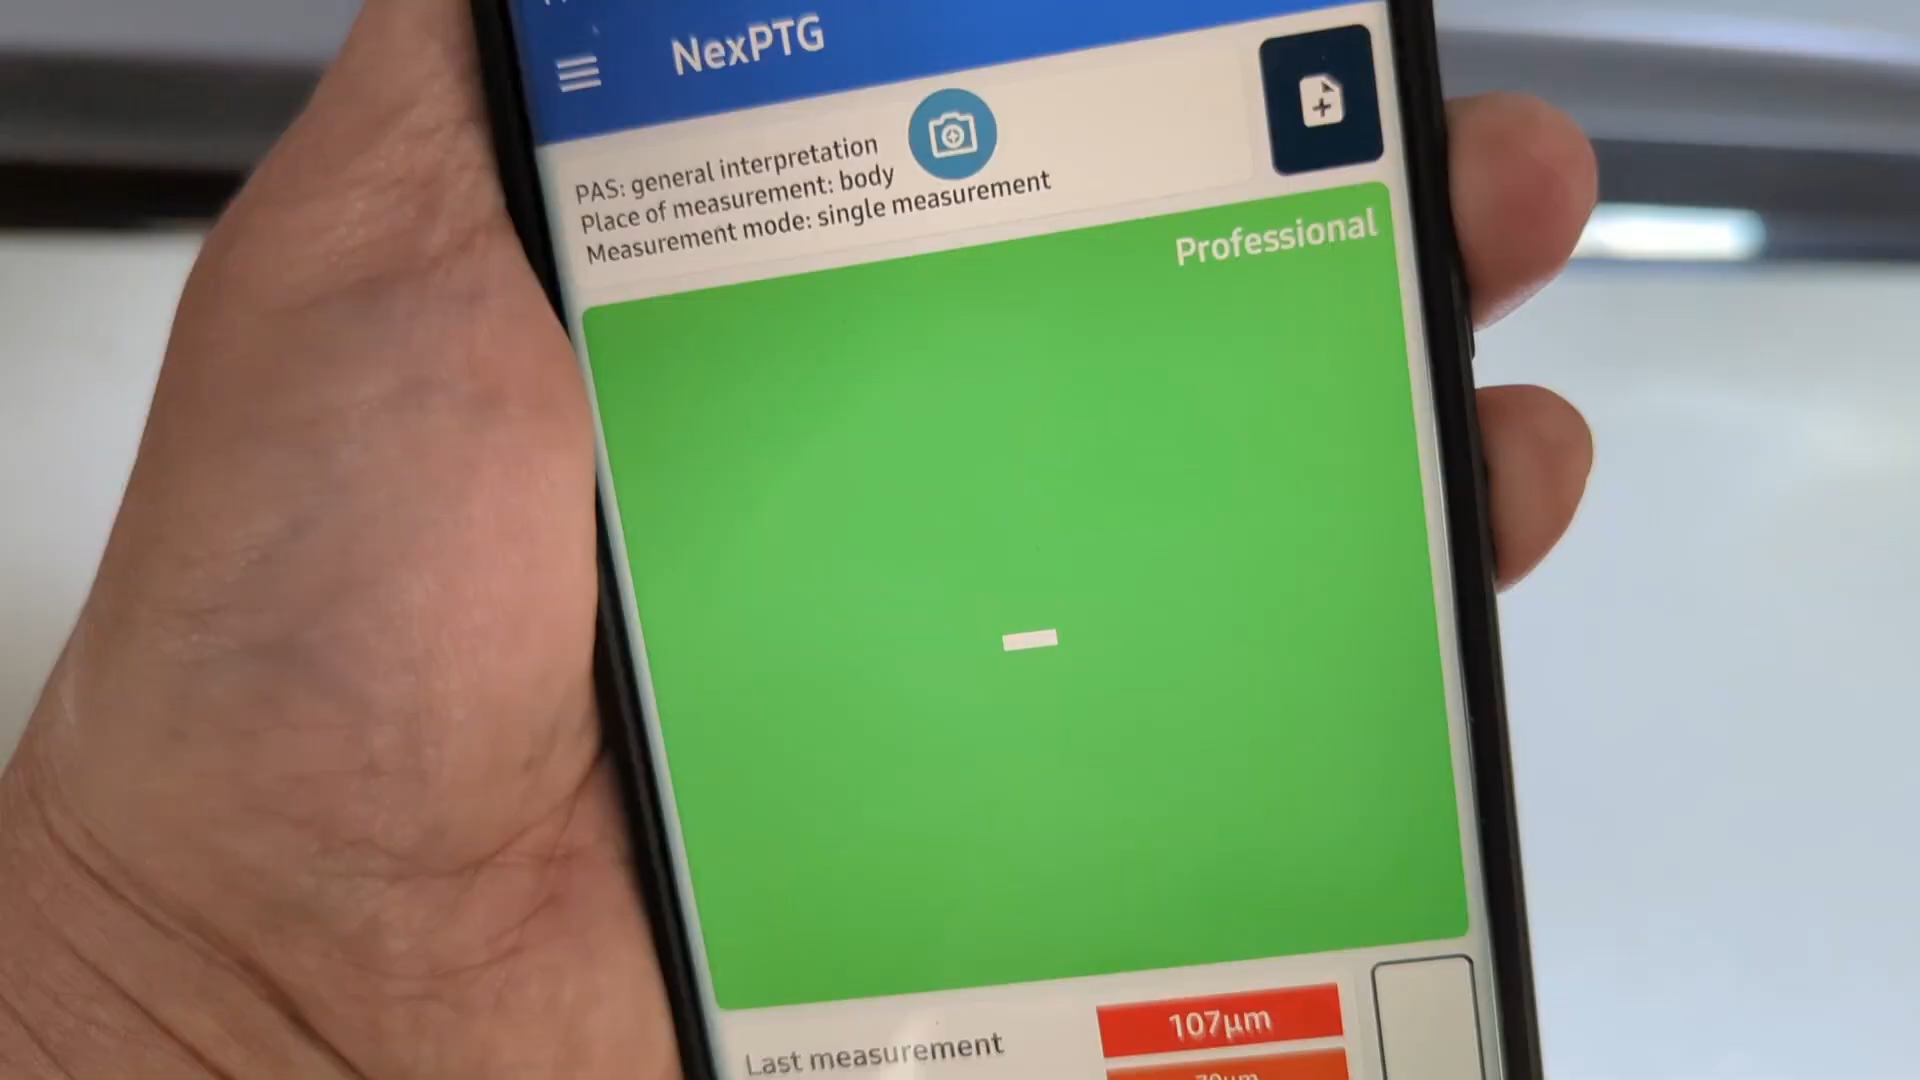 NexPTG
PAS: general interpretation
Place of measurement: body
Measurement mode: single measurement
Professional
-
Last measurement
107µm